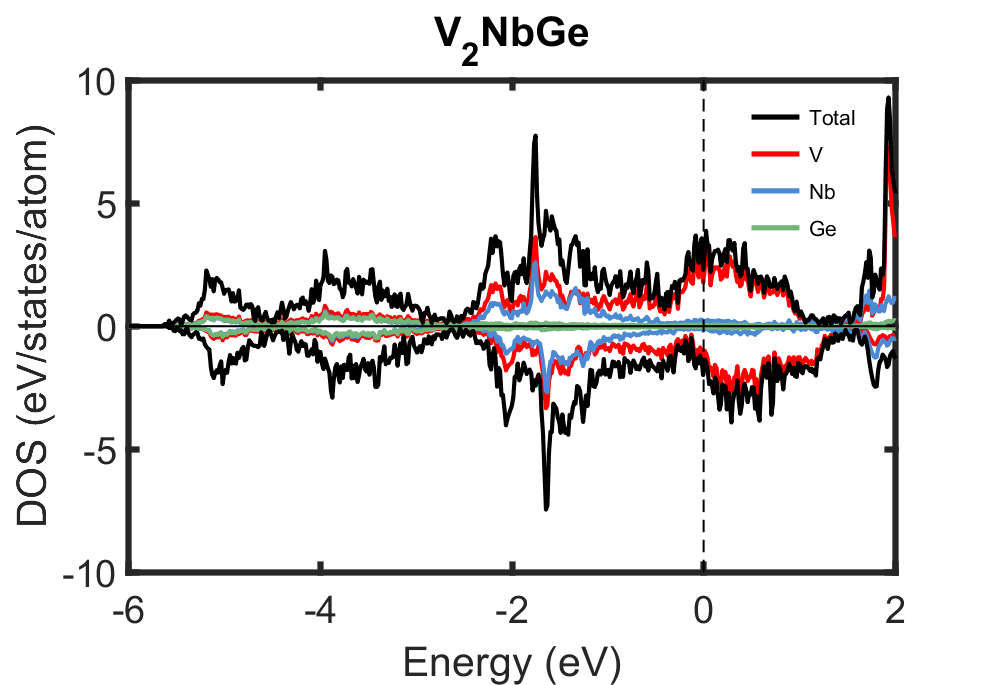 V2NbGe
10
5
0
-5
-10
DOS (eV/states/atom)
Total
V
Nb
Ge
-6 -4 -2 0 2
Energy (eV)